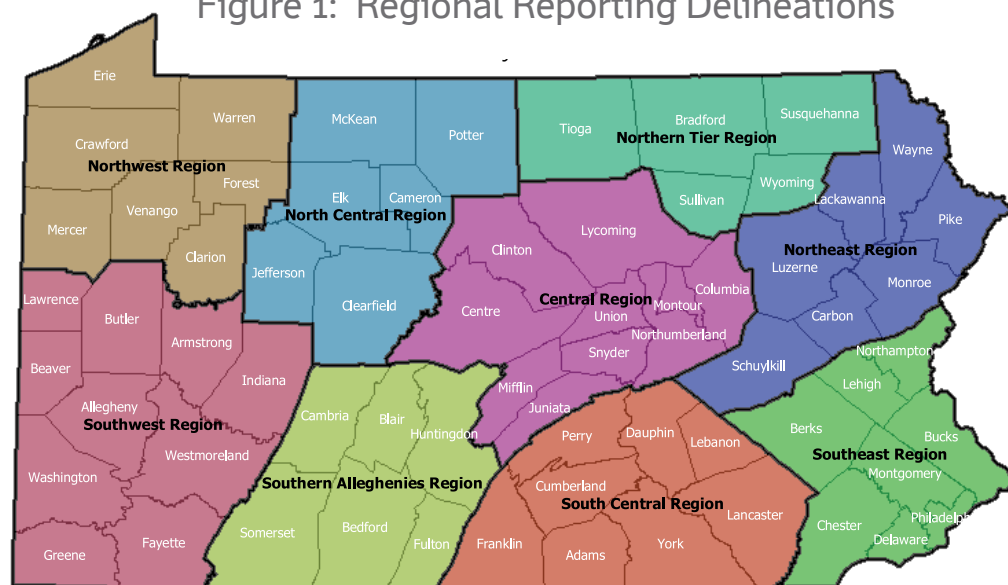 Figure 1: Regional Reporting Delineations
Erie
Warren
Crawford
Northwest Region
Forest
Venango
Mercer
Clarion
McKean
Potter
Elk
Cameron
North Central Region
Jefferson
Clearfield
Tioga
Bradford
Susquehanna
Northern Tier Region
Wyoming
Sullivan
Wayne
Lackawanna
Pike
Northeast Region
Luzerne
Monroe
Carbon
Schuylkill
Lycoming
Clinton
Columbia
Central Region
Montour
Centre
Union
Northumberland
Snyder
Mifflin
Juniata
Lawrence
Butler
Armstrong
Beaver
Indiana
Allegheny
Southwest Region
Westmoreland
Washington
Fayette
Greene
Cambria
Blair
Huntingdon
Southern Alleghenies Region
Somerset
Bedford
Fulton
Perry
Dauphin
Lebanon
Cumberland
South Central Region
Lancaster
Franklin
York
Adams
Northampton
Lehigh
Berks
Bucks
Southeast Region
Montgomery
Chester
Philadelph
Delaware